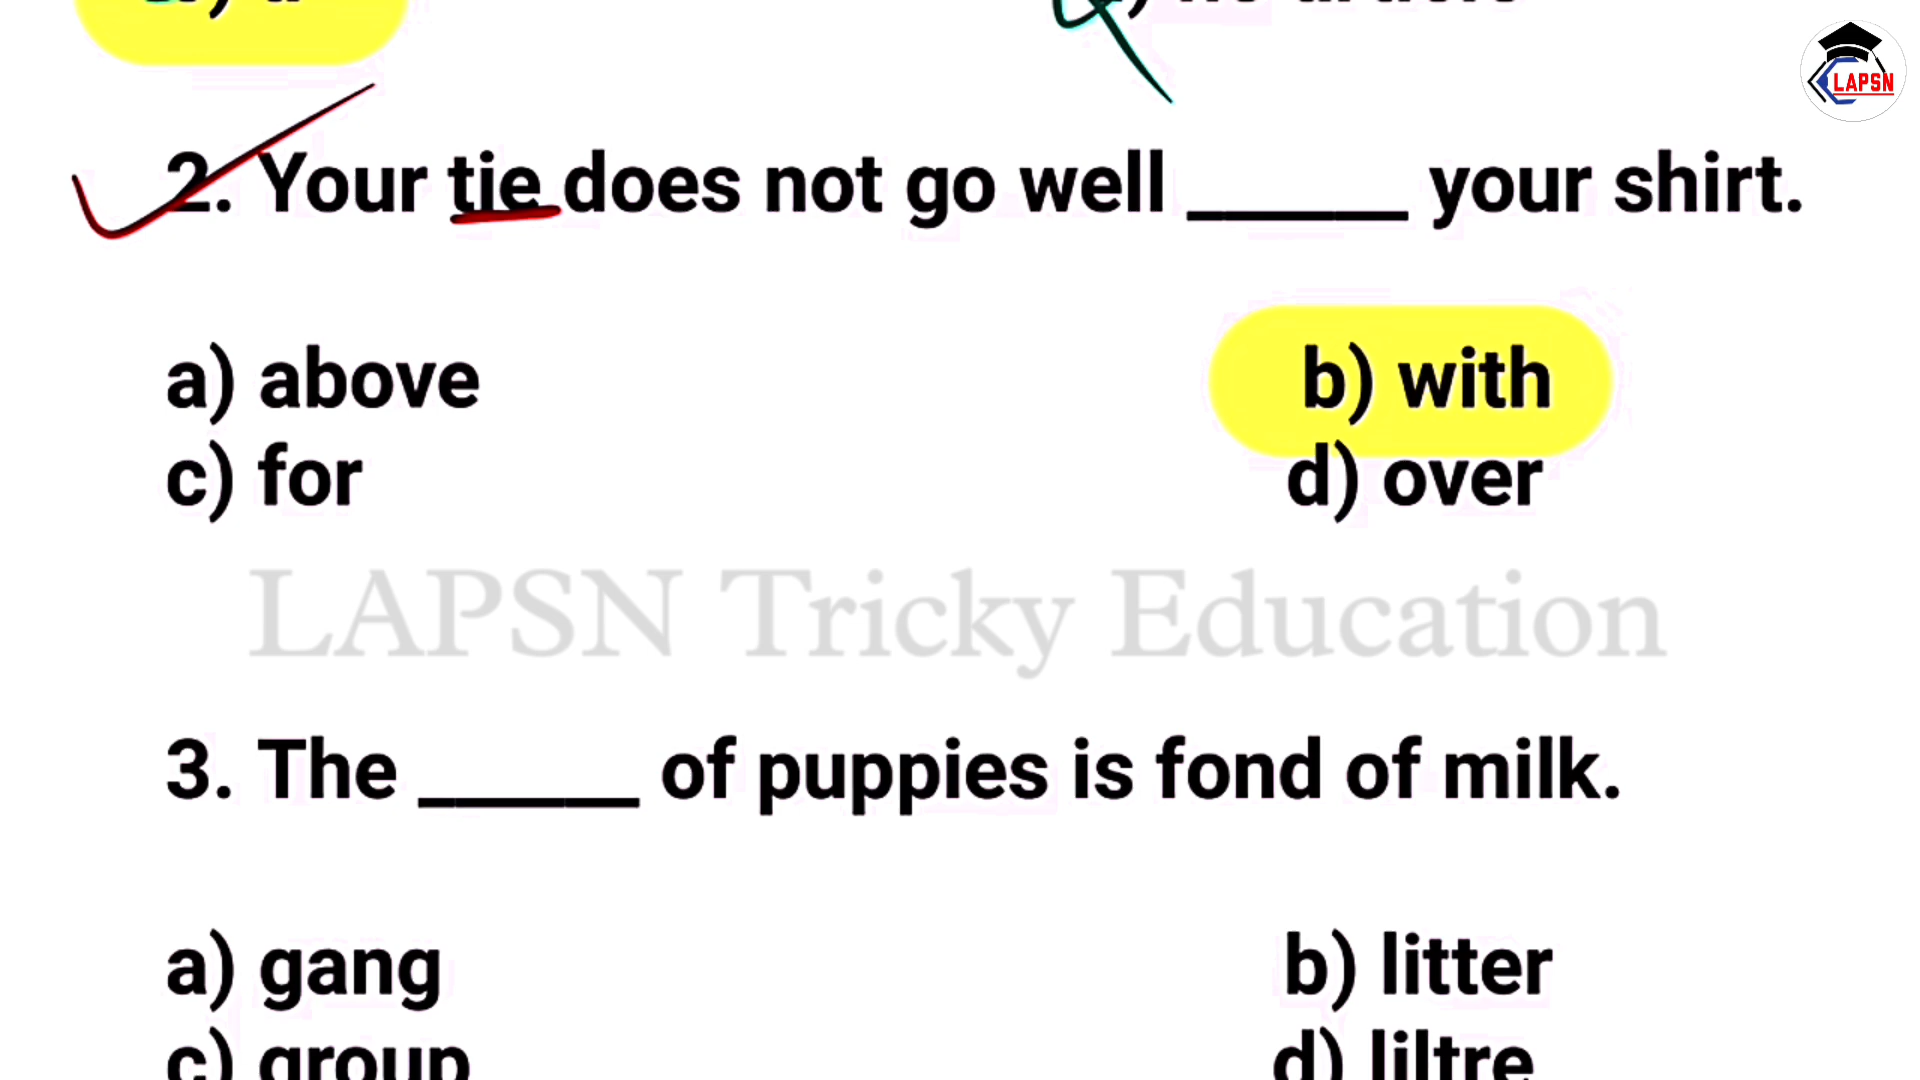 LAPSN
2. Your tie does not go well ______ your shirt.
a) above
b) with
c) for
d) over
LAPSN Tricky Education
3. The ______ of puppies is fond of milk.
a) gang
b) litter
c) group
d) liltre